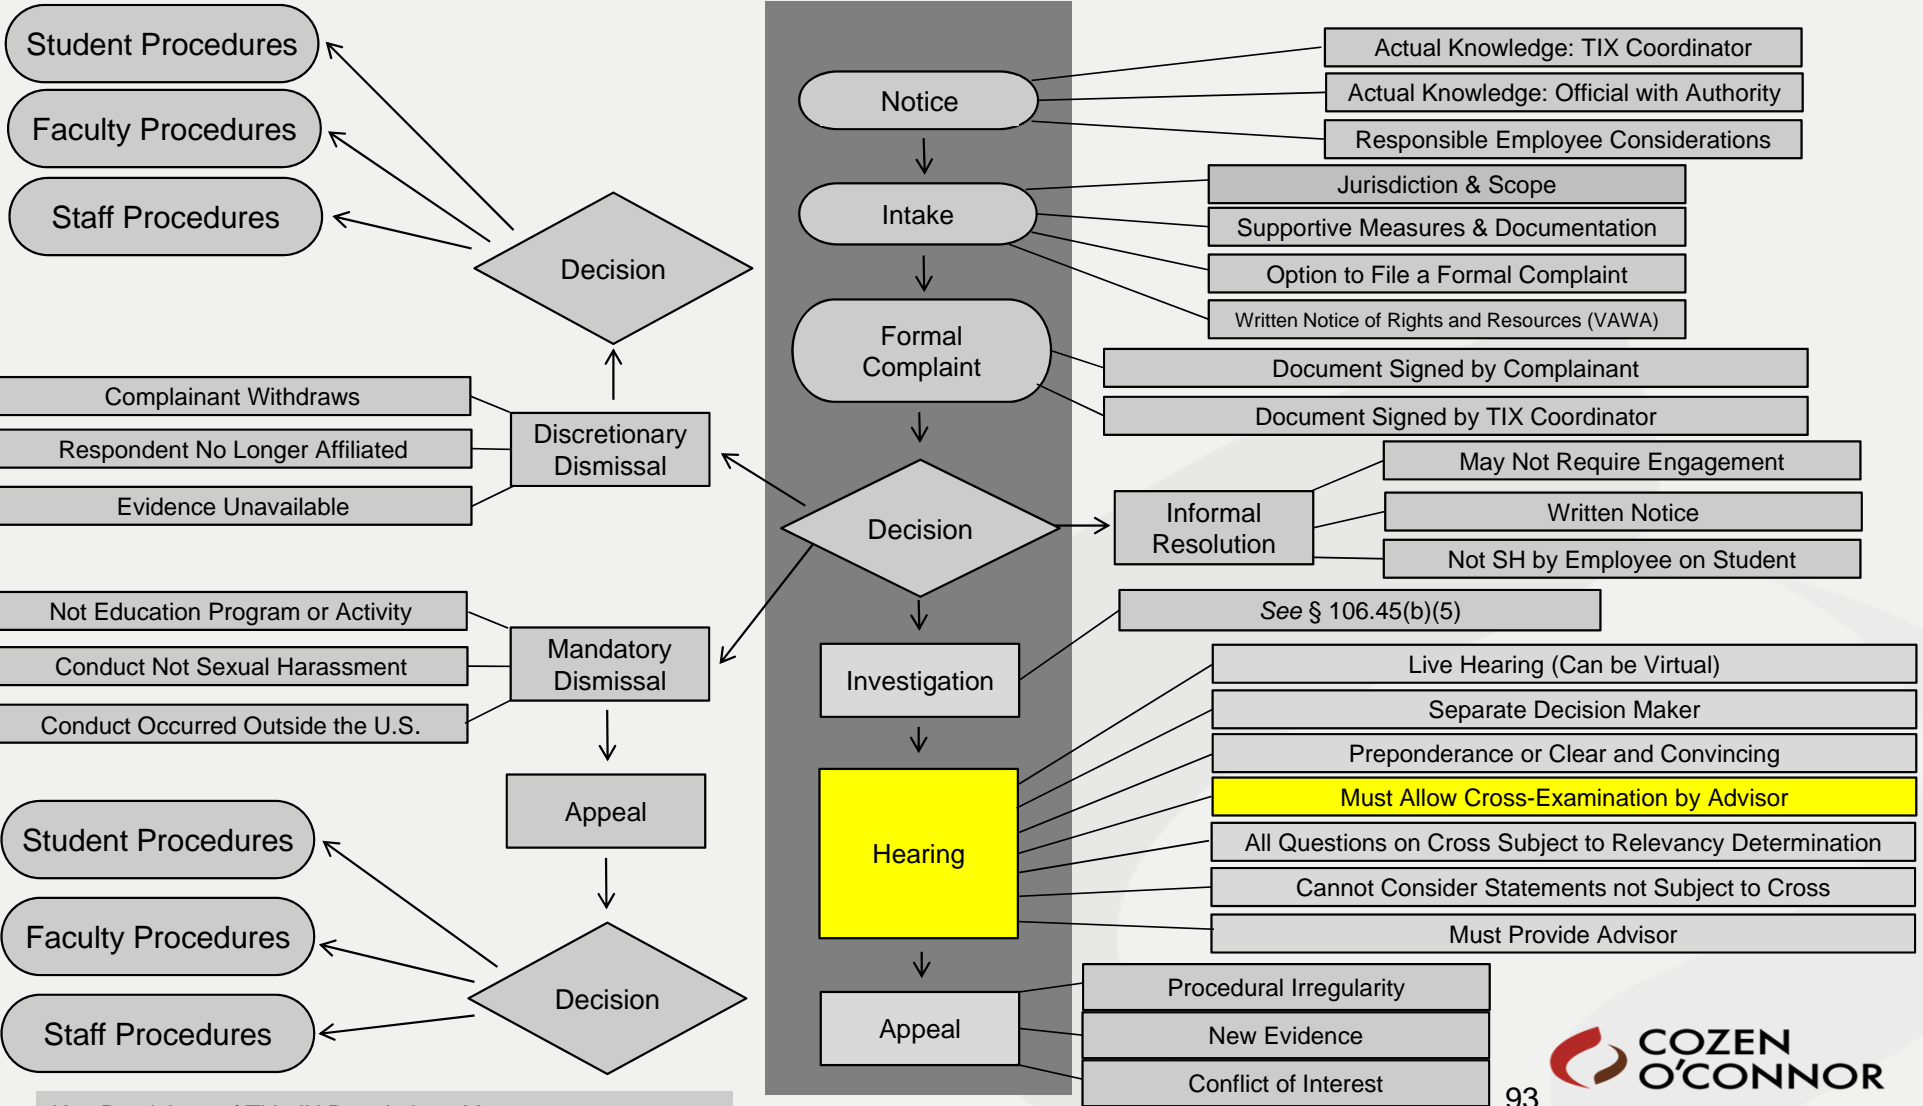 Student Procedures
Faculty Procedures
Staff Procedures
Decision
Complainant Withdraws
Respondent No Longer Affiliated
Evidence Unavailable
Discretionary
Dismissal
Not Education Program or Activity
Conduct Not Sexual Harassment
Conduct Occurred Outside the U.S.
Mandatory
Dismissal
Appeal
Student Procedures
Faculty Procedures
Staff Procedures
Decision
Notice
Actual Knowledge: TIX Coordinator
Actual Knowledge: Official with Authority
Responsible Employee Considerations
Intake
Jurisdiction & Scope
Supportive Measures & Documentation
Option to File a Formal Complaint
Written Notice of Rights and Resources (VAWA)
Formal
Complaint
Document Signed by Complainant
Document Signed by TIX Coordinator
Decision
Informal
Resolution
May Not Require Engagement
Written Notice
Not SH by Employee on Student
Investigation
See § 106.45(b)(5)
Hearing
Live Hearing (Can be Virtual)
Separate Decision Maker
Preponderance or Clear and Convincing
Must Allow Cross-Examination by Advisor
All Questions on Cross Subject to Relevancy Determination
Cannot Consider Statements not Subject to Cross
Must Provide Advisor
Appeal
Procedural Irregularity
New Evidence
Conflict of Interest
93
COZEN
O'CONNOR